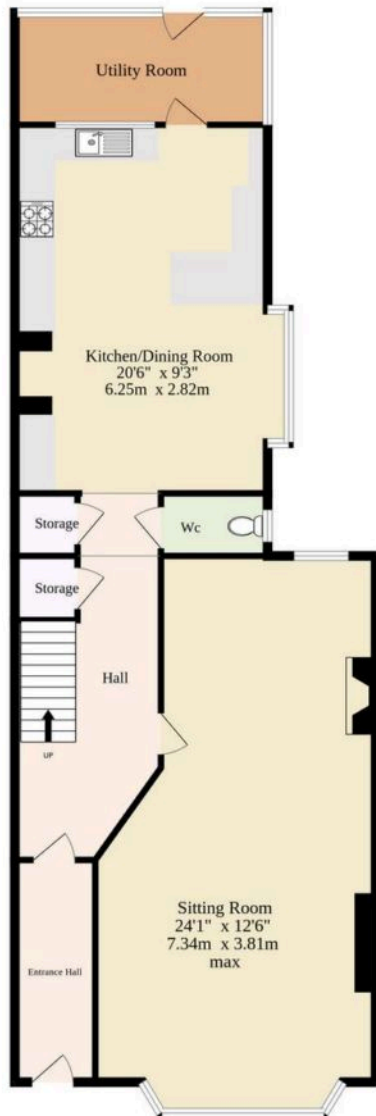 Utility Room
Kitchen/Dining Room
20'6" x 9'3"
6.25m x 2.82m
Storage
Wc
Storage
Hall
UP
Sitting Room
24'1" x 12'6"
7.34m x 3.81m
max
Entrance Hall